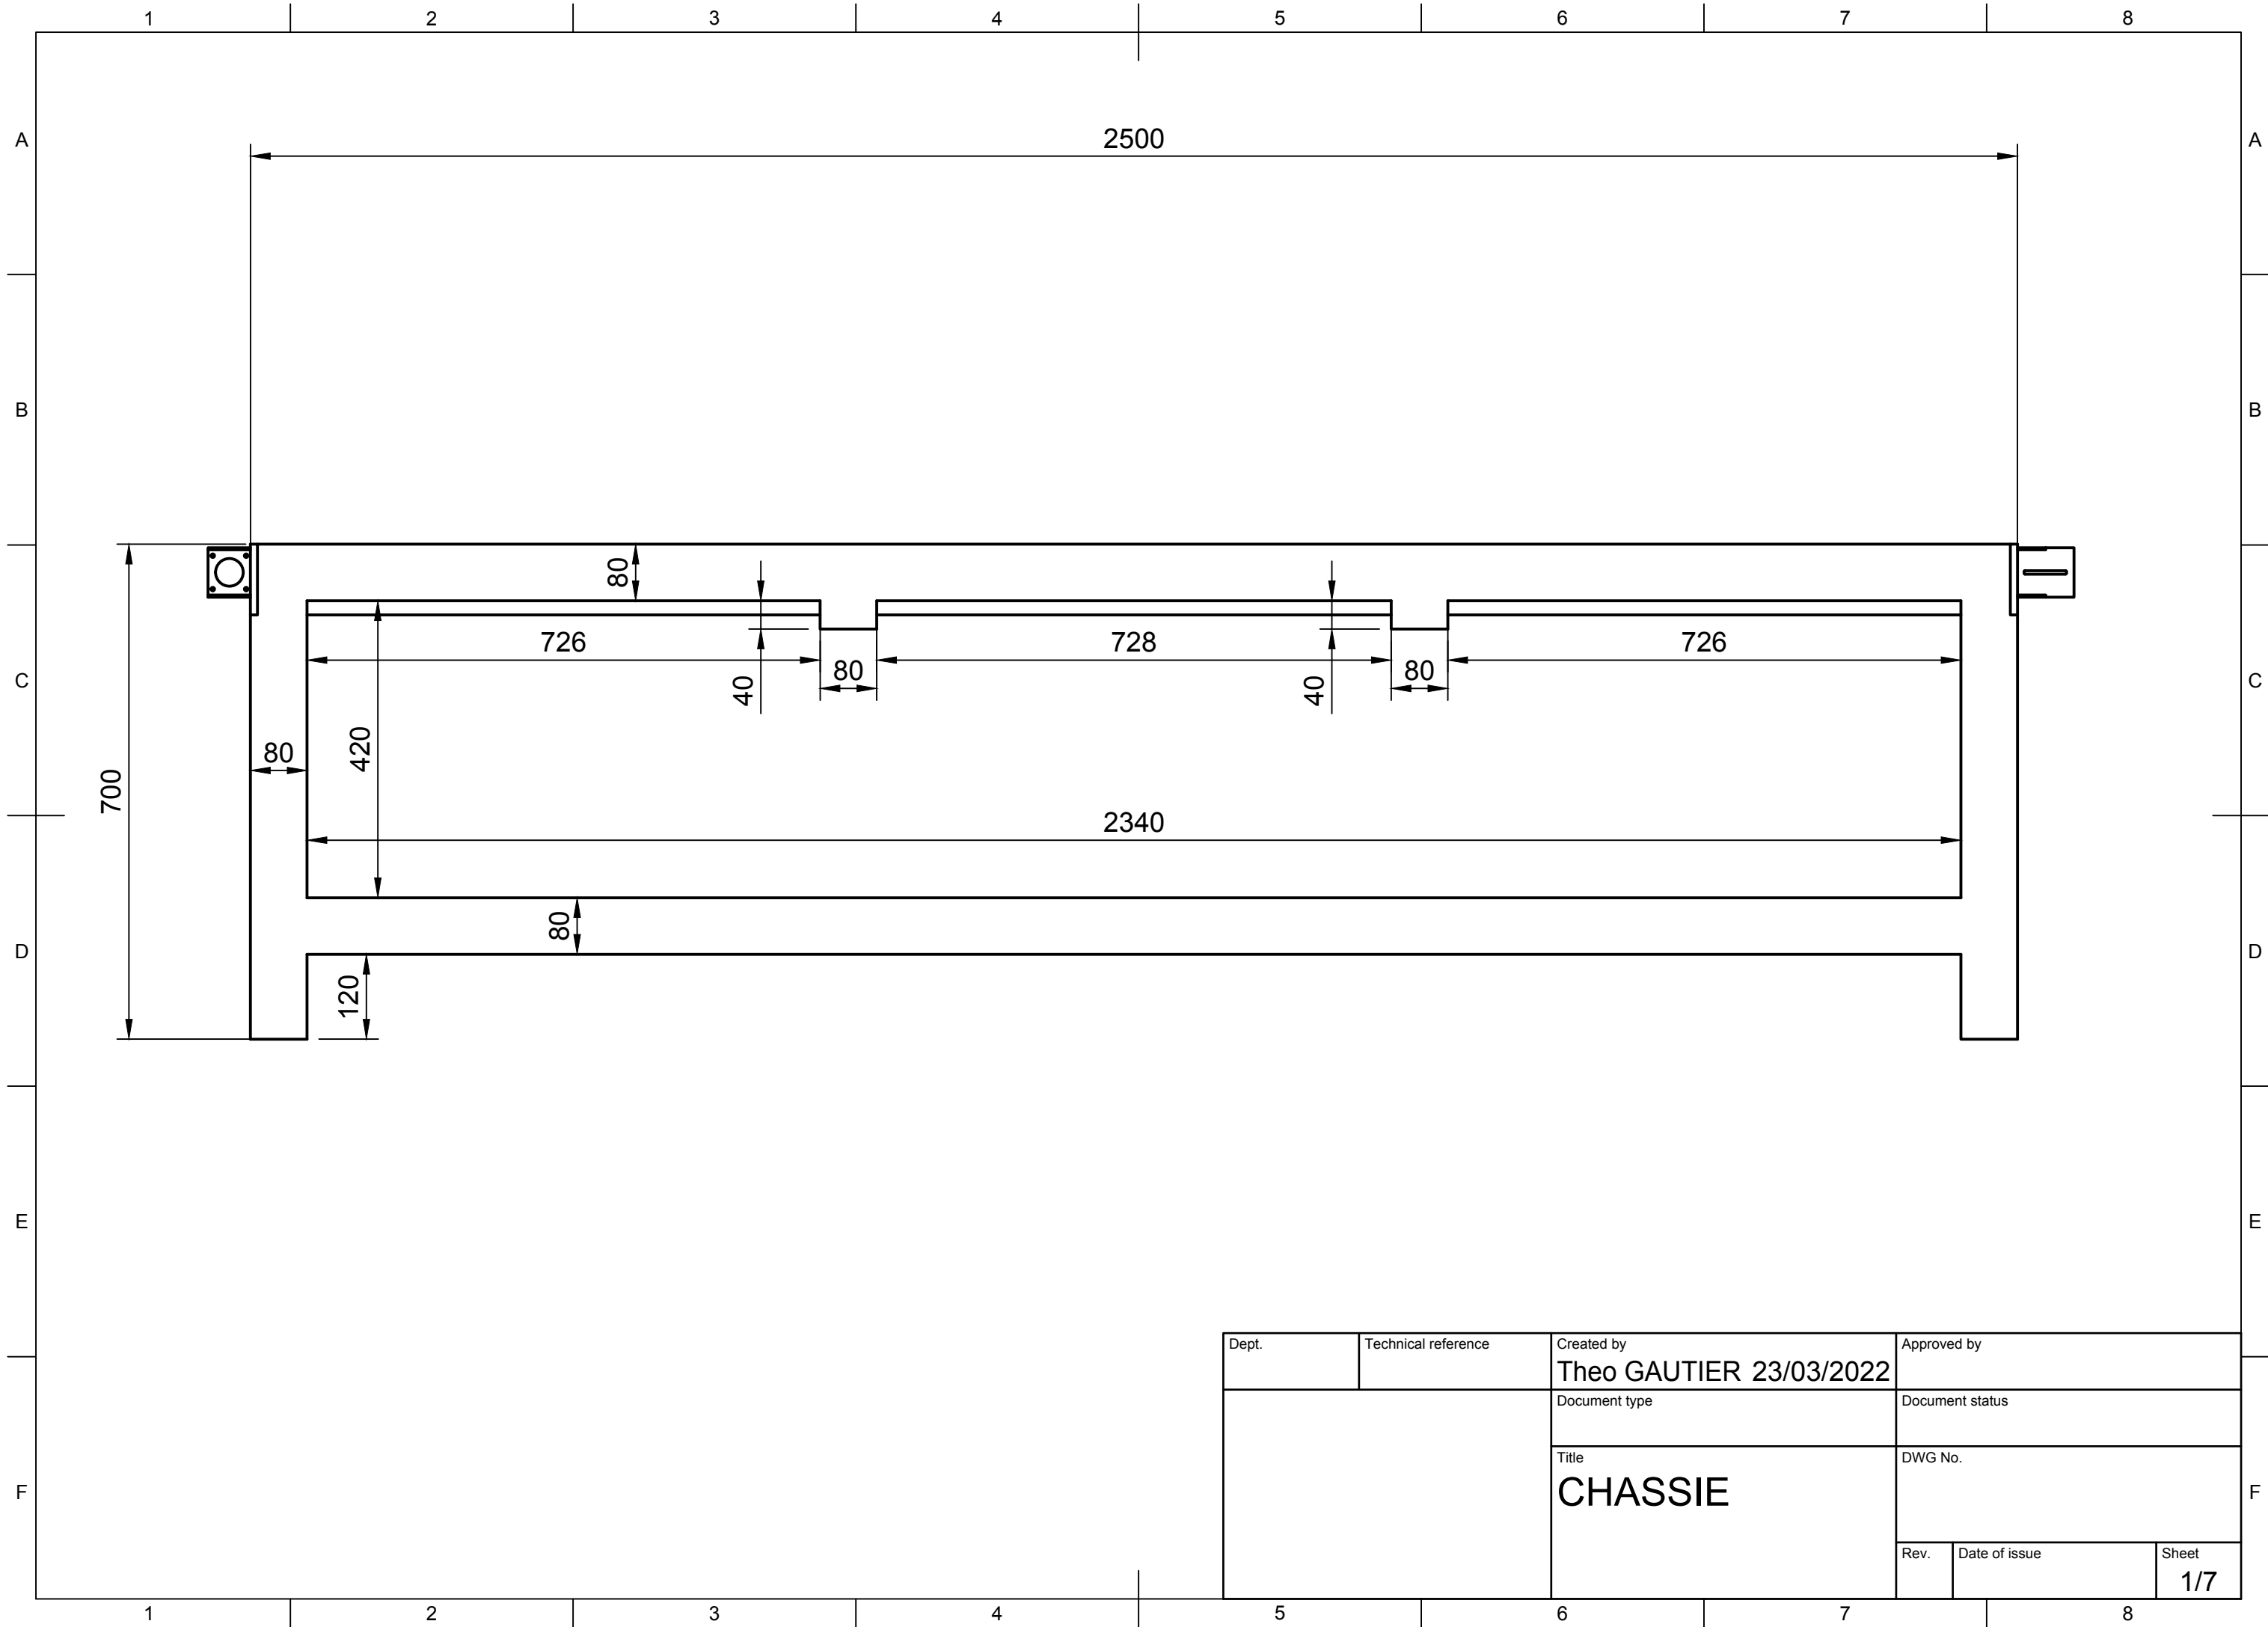 1 2 3 4 5 6 7 8
A A
2500
B B
80
726 728 726
C 40 80 40 80 C
80 420
700
2340
D 80 D
120
E E
Dept. Technical reference Created by Approved by
Theo GAUTIER 23/03/2022
Document type Document status
Title DWG No.
F CHASSIE F
Rev. Date of issue Sheet
1/7
1 2 3 4 5 6 7 8